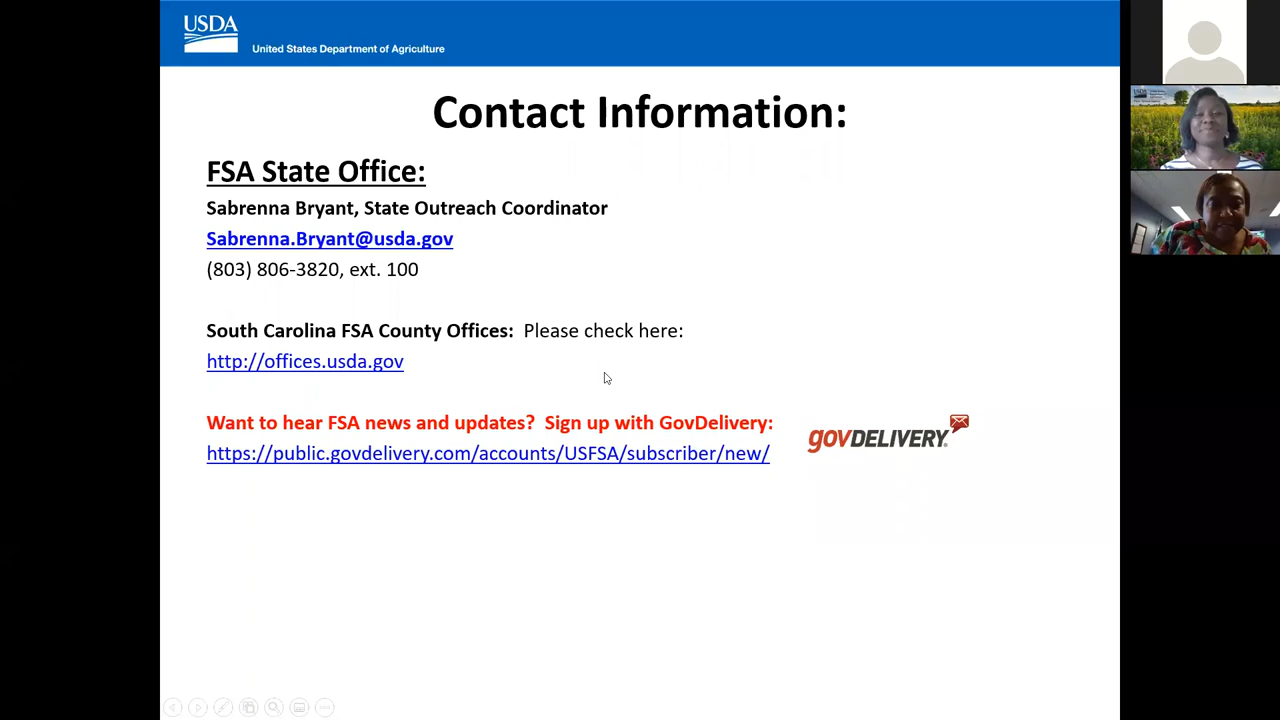 USDA
United States Department of Agriculture
Contact Information:
FSA State Office:
Sabrenna Bryant, State Outreach Coordinator
Sabrenna.Bryant@usda.gov
(803) 806-3820, ext. 100
South Carolina FSA County Offices: Please check here:
http://offices.usda.gov
Want to hear FSA news and updates? Sign up with GovDelivery:
https://public.govdelivery.com/accounts/USFSA/subscriber/new/
GOVDELIVERY
USDA